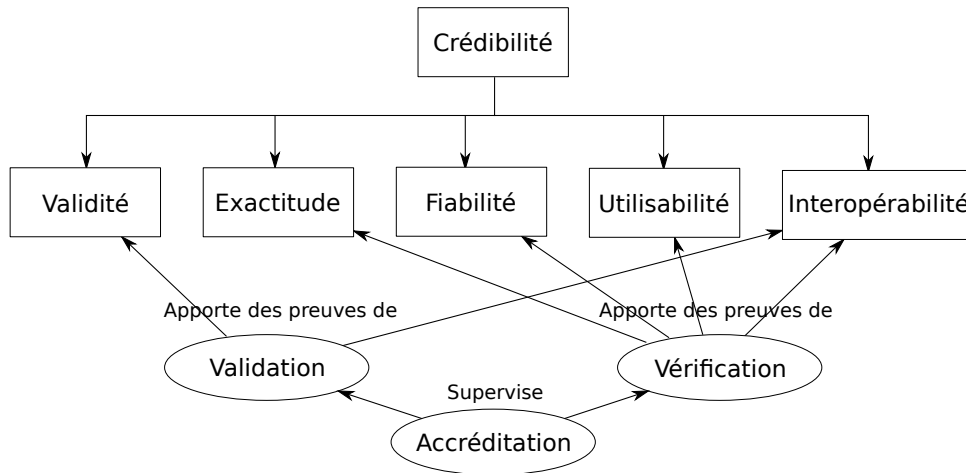 Crédibilité
Validité
Exactitude
Fiabilité
Utilisabilité
Interopérabilité
Apporte des preuves de
Apporte des preuves de
Validation
Vérification
Supervise
Accréditation